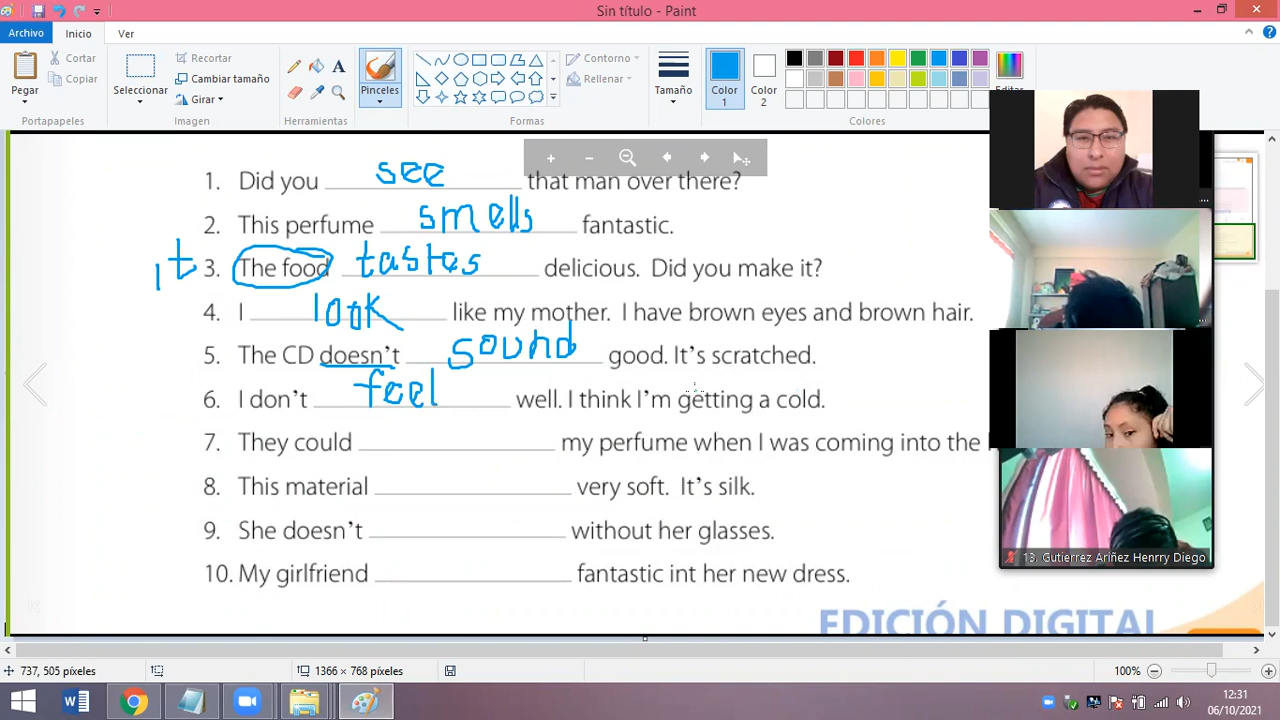 Sin título - Paint
Archivo Inicio Ver
Pegar
Cortar
Copiar
Portapapeles
Seleccionar
Recortar
Cambiar tamaño
Girar
Imagen
Herramientas
Pinceles
Contorno
Rellenar
Formas
Tamaño
Color 1
Color 2
Editar
Colores
1. Did you see that man over there?
2. This perfume smells fantastic.
it 3. The food tastes delicious. Did you make it?
4. I look like my mother. I have brown eyes and brown hair.
5. The CD doesn't sound good. It's scratched.
6. I don't feel well. I think I'm getting a cold.
7. They could my perfume when I was coming into the
8. This material very soft. It's silk.
9. She doesn't without her glasses.
10. My girlfriend fantastic int her new dress.
13. Gutierrez Ariñez Henrry Diego
EDICIÓN DIGITAL
737, 505 píxeles 1366 × 768 píxeles 100%
12:31
06/10/2021